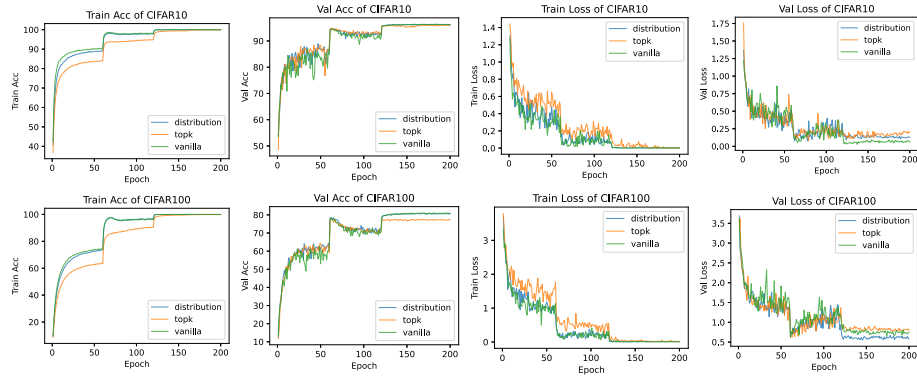 Train Acc of CIFAR10
Train Acc
100
90
80
70
60
50
40
distribution
topk
vanilla
0
50
100
150
200
Epoch
Val Acc of CIFAR10
Val Acc
90
80
70
60
50
distribution
topk
vanilla
0
50
100
150
200
Epoch
Train Loss of CIFAR10
Train Loss
1.4
1.2
1.0
0.8
0.6
0.4
0.2
0.0
distribution
topk
vanilla
0
50
100
150
200
Epoch
Val Loss of CIFAR10
Val Loss
1.75
1.50
1.25
1.00
0.75
0.50
0.25
0.00
distribution
topk
vanilla
0
50
100
150
200
Epoch
Train Acc of CIFAR100
Train Acc
100
80
60
40
20
distribution
topk
vanilla
0
50
100
150
200
Epoch
Val Acc of CIFAR100
Val Acc
80
70
60
50
40
30
20
10
distribution
topk
vanilla
0
50
100
150
200
Epoch
Train Loss of CIFAR100
Train Loss
3
2
1
0
distribution
topk
vanilla
0
50
100
150
200
Epoch
Val Loss of CIFAR100
Val Loss
3.5
3.0
2.5
2.0
1.5
1.0
0.5
distribution
topk
vanilla
0
50
100
150
200
Epoch